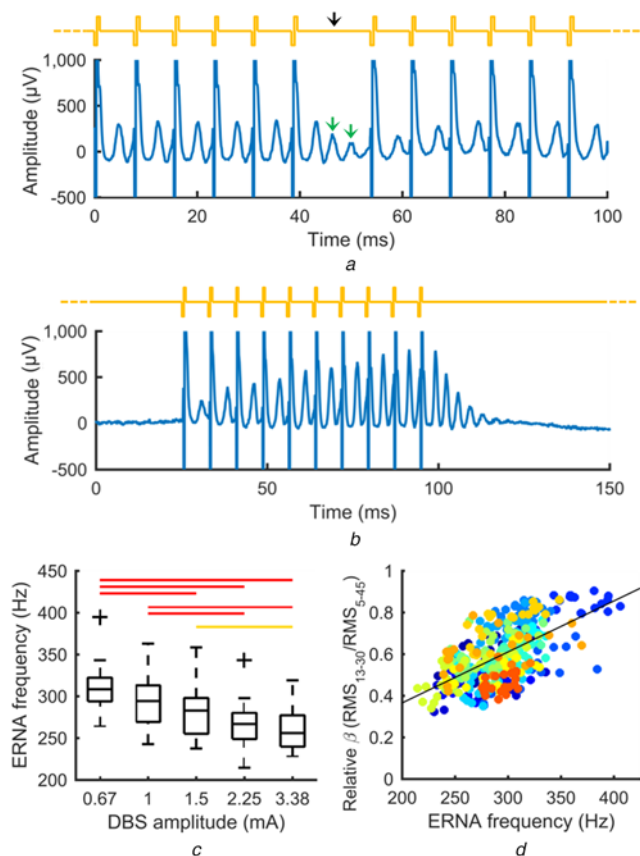 Amplitude (µV)
1,000
500
0
-500
0 20 40 60 80 100
Time (ms)
a
Amplitude (µV)
1,000
500
0
-500
0 50 100 150
Time (ms)
b
ERNA frequency (Hz)
450
400
350
300
250
200
0.67 1 1.5 2.25 3.38
DBS amplitude (mA)
c
Relative β (RMS13-30/RMS5-45)
1
0.8
0.6
0.4
0.2
0
200 250 300 350 400
ERNA frequency (Hz)
d